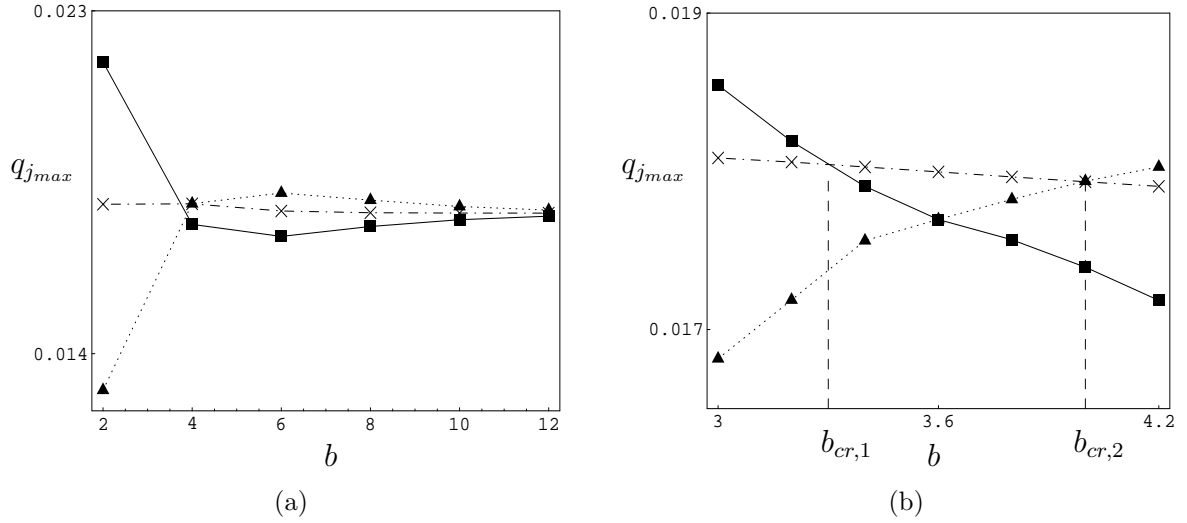 0.023
q_{j_{max}}
0.014
2 4 6 8 10 12
b
(a)
0.019
q_{j_{max}}
0.017
3 3.6 4.2
b_{cr,1} b b_{cr,2}
(b)